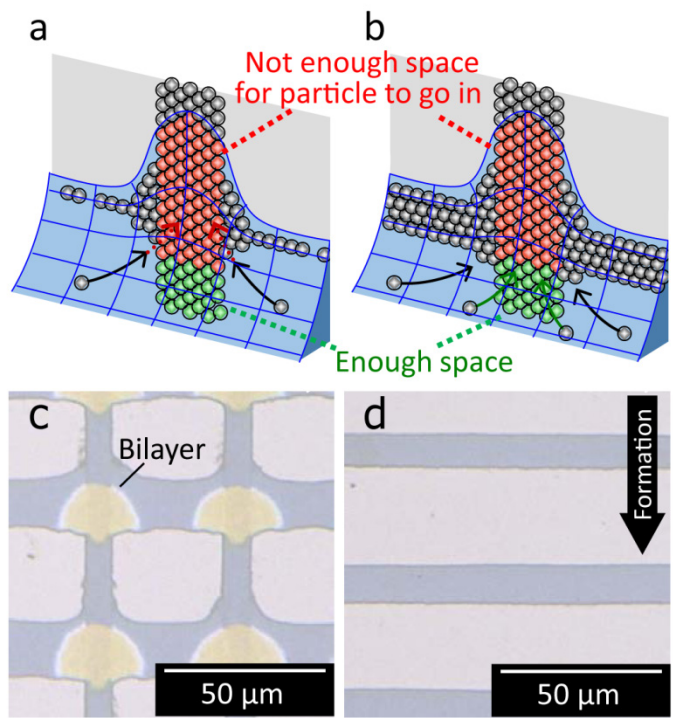 a
b
Not enough space
for particle to go in
Enough space
c
d
Bilayer
Formation
50 μm
50 μm